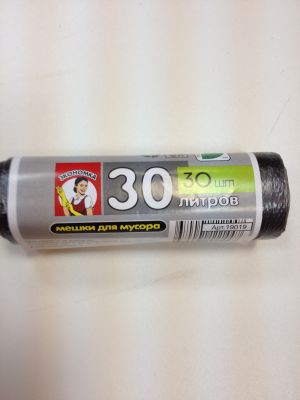 ЭКОНОМКА
30
30 шт.
литров
мешки для мусора
Арт.19019